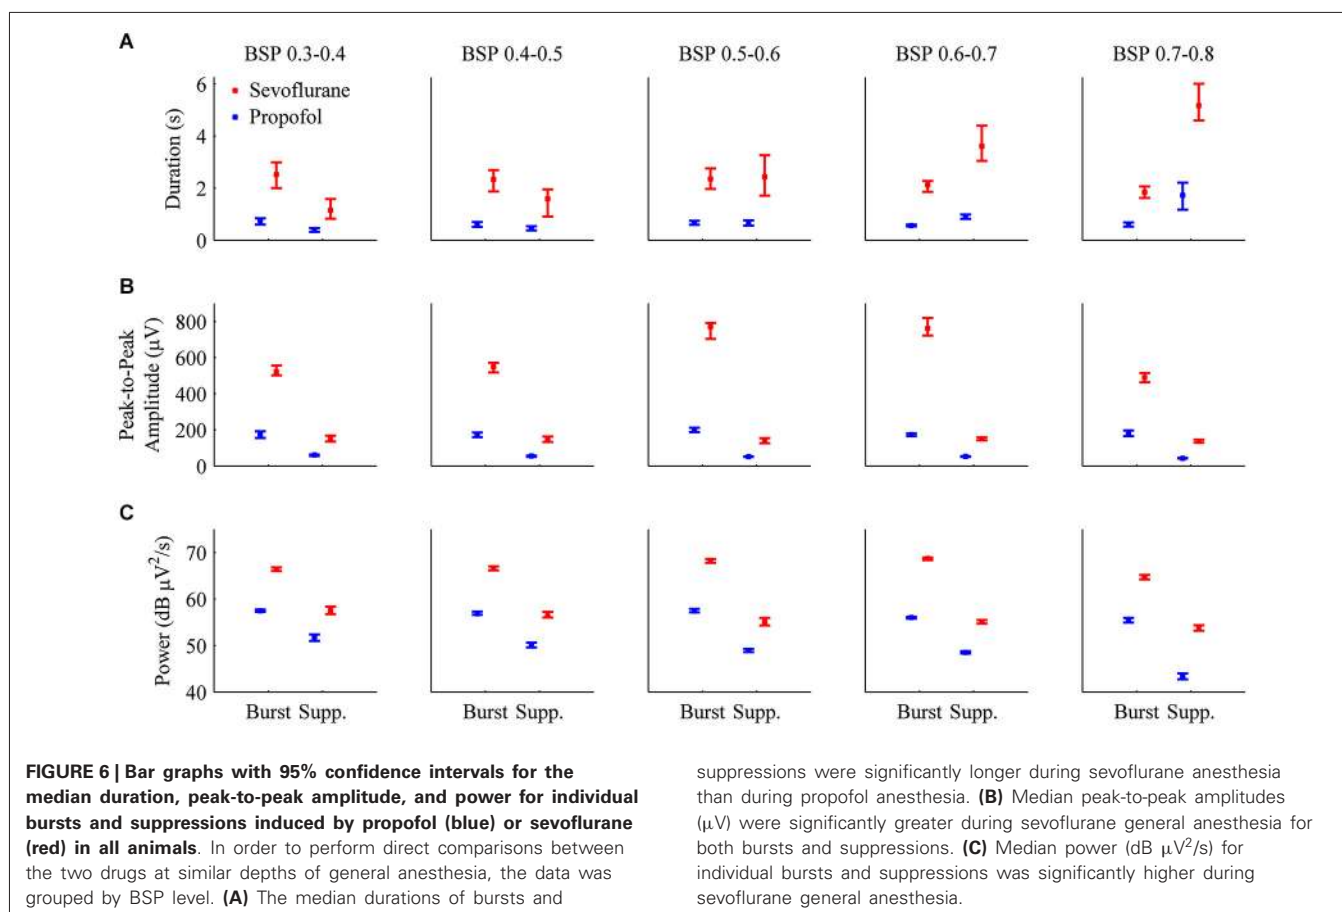 A
BSP 0.3-0.4 BSP 0.4-0.5 BSP 0.5-0.6 BSP 0.6-0.7 BSP 0.7-0.8
Duration (s)
6
4
2
0
Sevoflurane
Propofol
B
Peak-to-Peak
Amplitude (μV)
800
600
400
200
0
C
Power (dB μV²/s)
70
60
50
40
Burst Supp. Burst Supp. Burst Supp. Burst Supp. Burst Supp.
FIGURE 6 | Bar graphs with 95% confidence intervals for the
median duration, peak-to-peak amplitude, and power for individual
bursts and suppressions induced by propofol (blue) or sevoflurane
(red) in all animals. In order to perform direct comparisons between
the two drugs at similar depths of general anesthesia, the data was
grouped by BSP level. (A) The median durations of bursts and
suppressions were significantly longer during sevoflurane anesthesia
than during propofol anesthesia. (B) Median peak-to-peak amplitudes
(μV) were significantly greater during sevoflurane general anesthesia for
both bursts and suppressions. (C) Median power (dB μV²/s) for
individual bursts and suppressions was significantly higher during
sevoflurane general anesthesia.